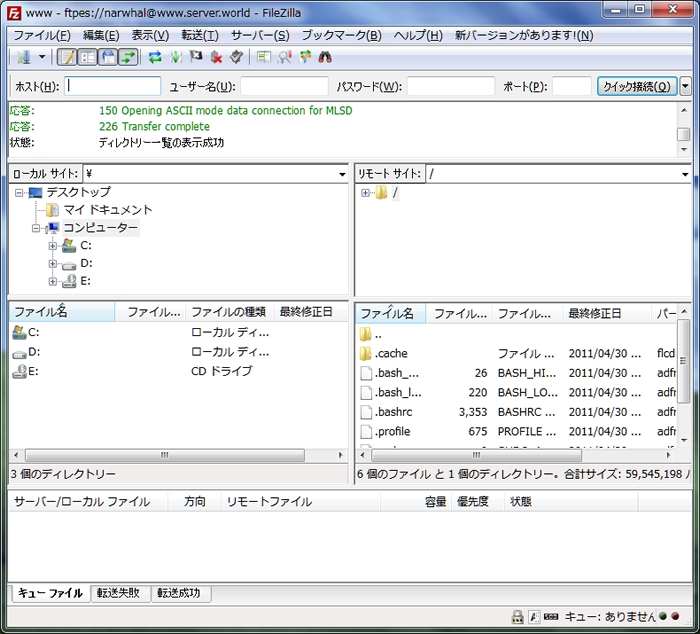 www - ftpes://narwhal@www.server.world - FileZilla
ファイル(F) 編集(E) 表示(V) 転送(T) サーバー(S) ブックマーク(B) ヘルプ(H) 新バージョンがあります!(N)
ホスト(H): ユーザー名(U): パスワード(W): ポート(P): クイック接続(Q)
応答: 150 Opening ASCII mode data connection for MLSD
応答: 226 Transfer complete
状態: ディレクトリー一覧の表示成功
ローカル サイト: ¥
デスクトップ
マイ ドキュメント
コンピューター
C:
D:
E:
リモート サイト: /
/
ファイル名 ファイル... ファイルの種類 最終修正日
C: ローカル ディ...
D: ローカル ディ...
E: CD ドライブ
3 個のディレクトリー
ファイル名 ファイル... ファイル... 最終修正日 パー
..
.cache ファイル ... 2011/04/30 ... flcd
.bash_... 26 BASH_HI... 2011/04/30 ... adfr
.bash_l... 220 BASH_LO... 2011/04/30 ... adfr
.bashrc 3,353 BASHRC ... 2011/04/30 ... adfr
.profile 675 PROFILE ... 2011/04/30 ... adfr
6 個のファイル と 1 個のディレクトリー。合計サイズ: 59,545,198
サーバー/ローカル ファイル 方向 リモートファイル 容量 優先度 状態
キュー ファイル 転送失敗 転送成功
キュー: ありません